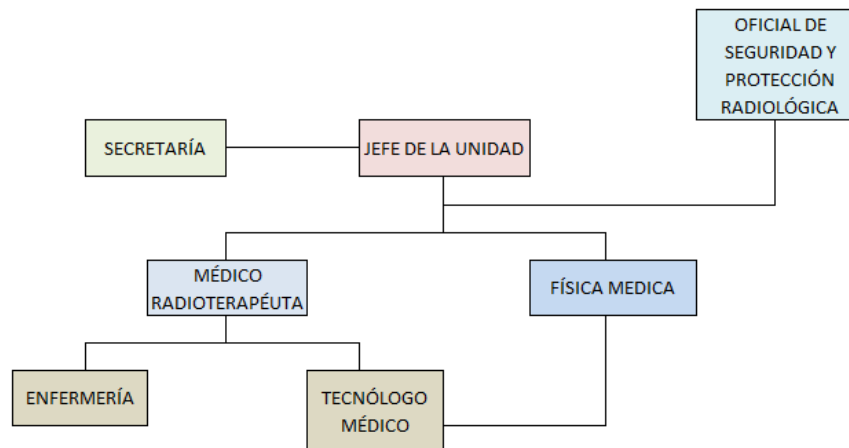 OFICIAL DE
SEGURIDAD Y
PROTECCIÓN
RADIOLÓGICA
SECRETARÍA
JEFE DE LA UNIDAD
MÉDICO
RADIOTERAPÉUTA
FÍSICA MEDICA
ENFERMERÍA
TECNÓLOGO
MÉDICO